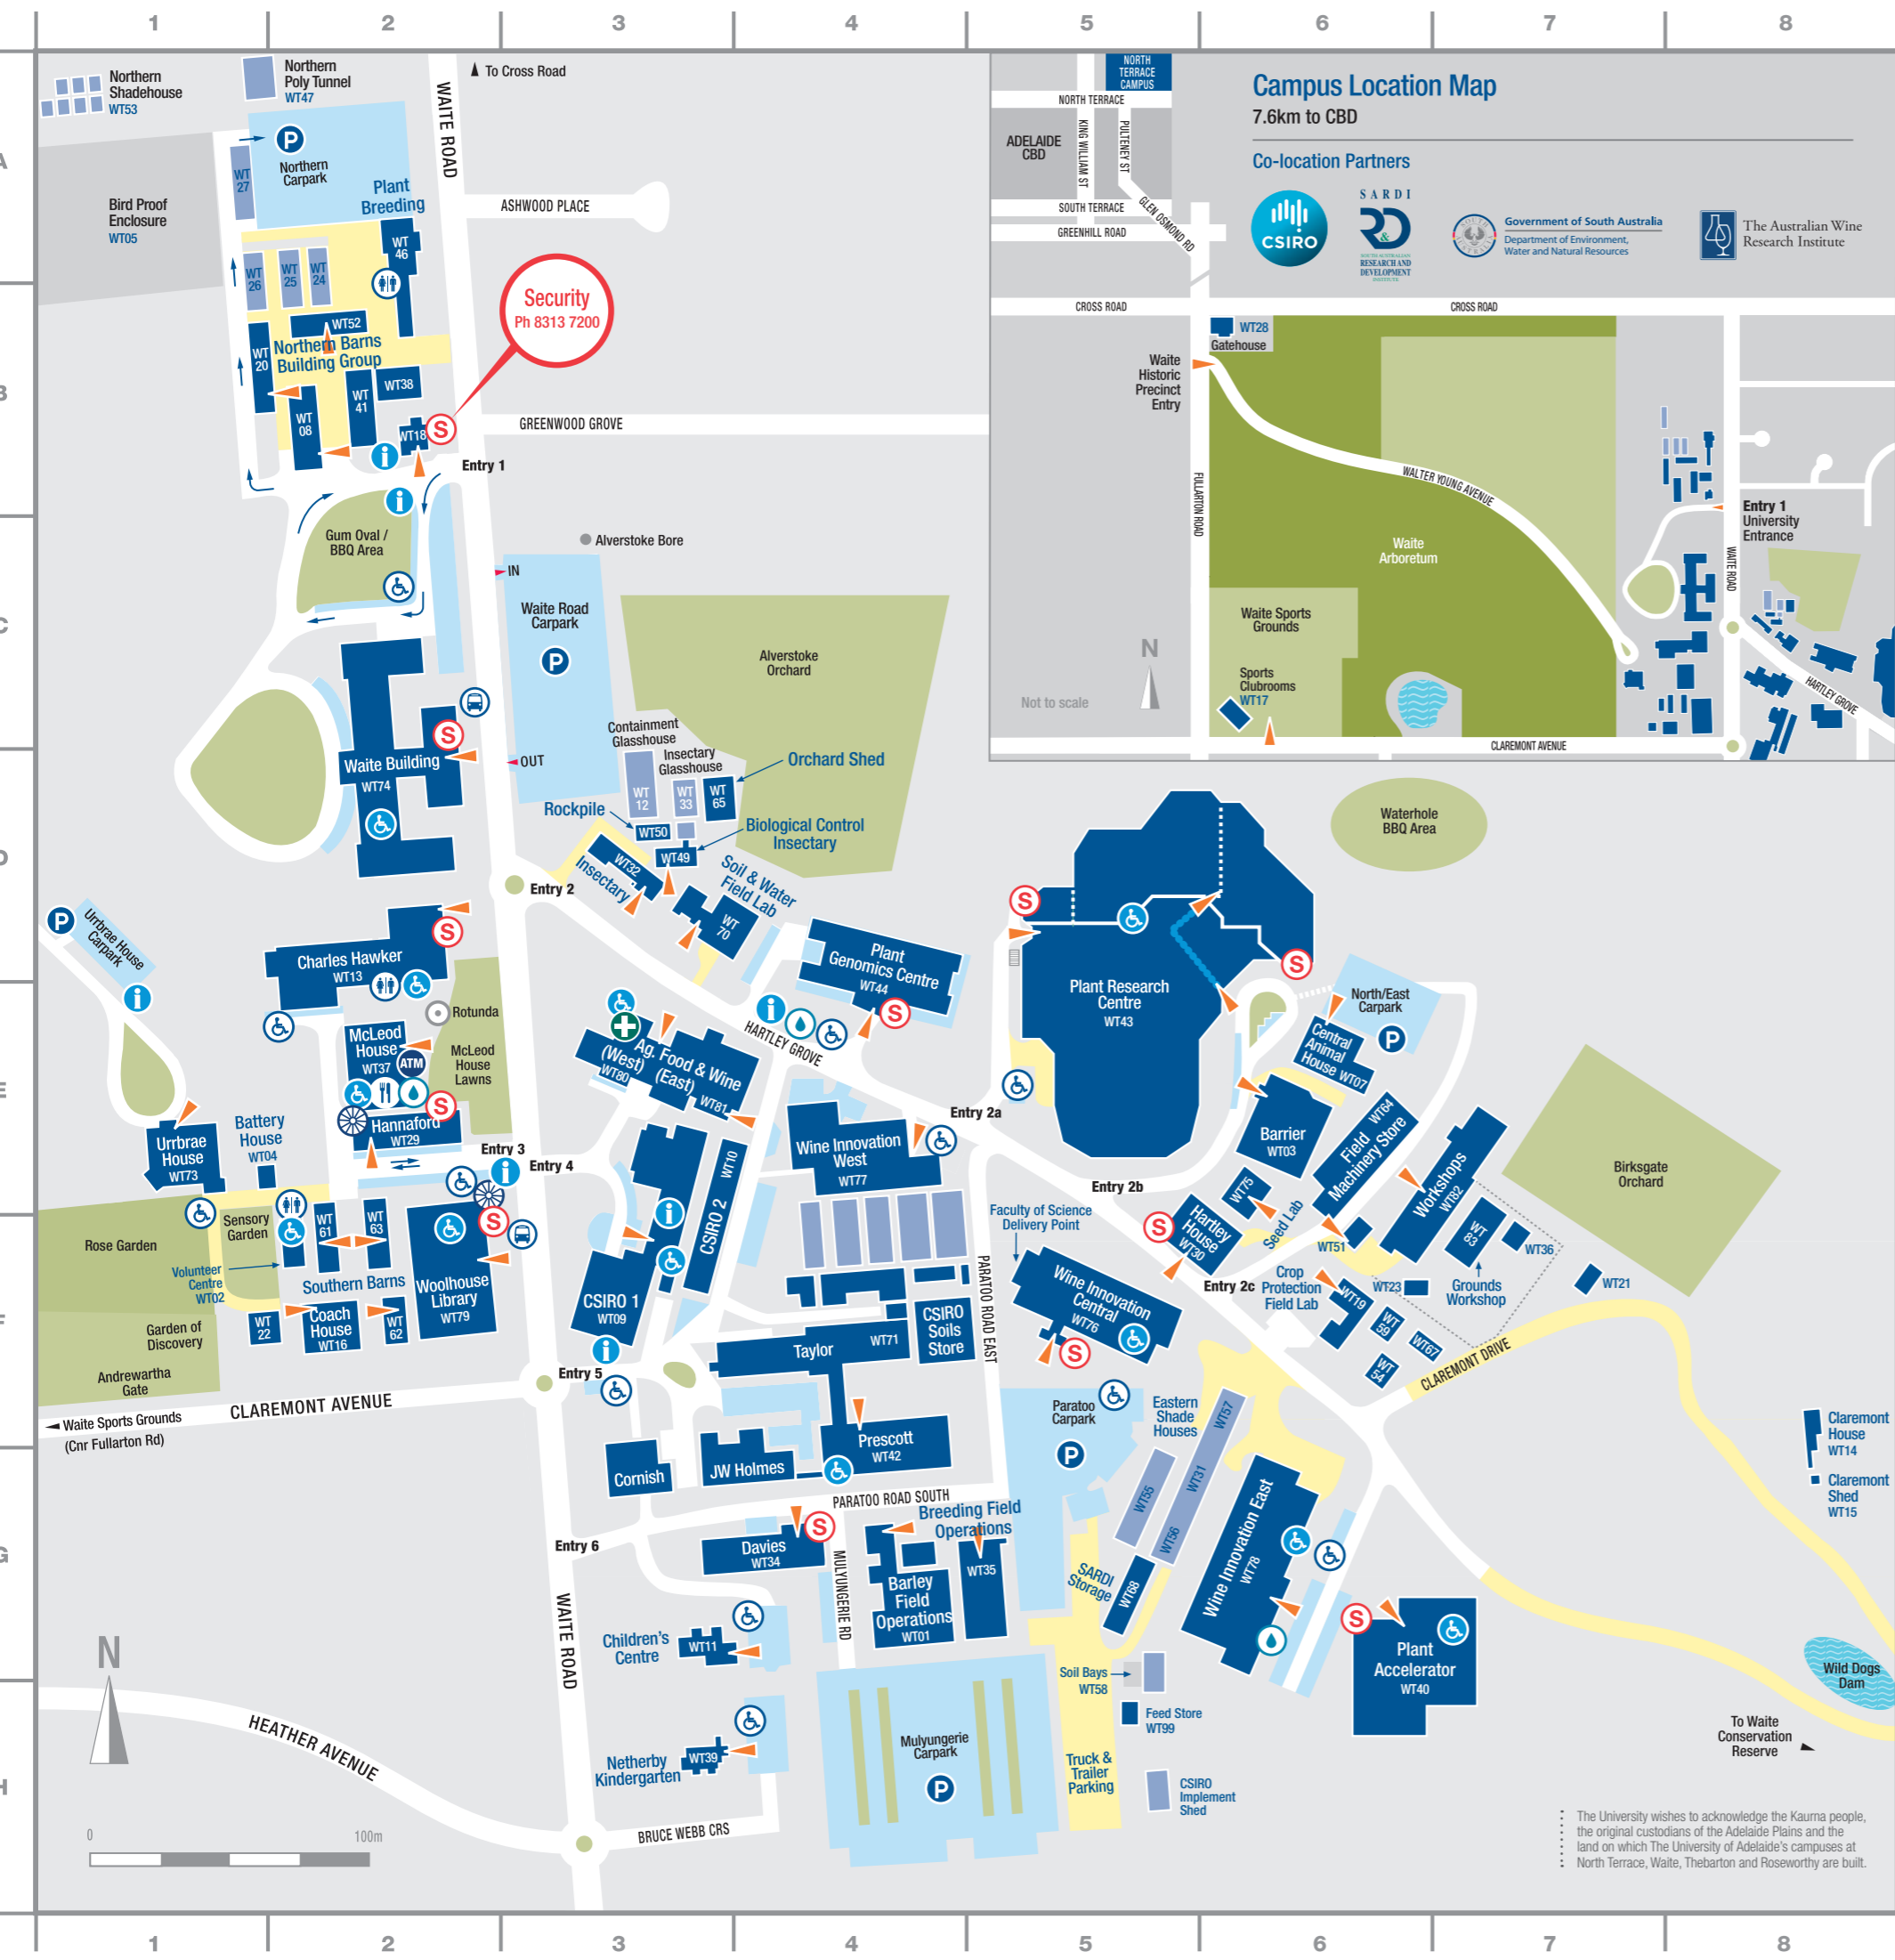 1 2 3 4 5 6 7 8
A
B
C
D
E
F
G
H
Northern
Shadehouse
WT53
Northern
Poly Tunnel
WT47
To Cross Road
WAITE ROAD
P
Northern
Carpark
WT
27
Plant
Breeding
ASHWOOD PLACE
Bird Proof
Enclosure
WT05
WT
46
WT
26
WT
25
WT
24
Security
Ph 8313 7200
WT52
WT
20
Northern Barns
Building Group
WT38
WT
41
WT
08
WT18
S
GREENWOOD GROVE
i
Entry 1
i
Gum Oval /
BBQ Area
Alverstoke Bore
IN
Waite Road
Carpark
P
Alverstoke
Orchard
S
OUT
Waite Building
WT74
Containment
Glasshouse
Insectary
Glasshouse
Orchard Shed
WT
12
WT
33
WT
65
Rockpile
WT50
Biological Control
Insectary
WT49
WT32
Insectary
Soil & Water
Field Lab
WT
70
Entry 2
NORTH
TERRACE
CAMPUS
NORTH TERRACE
ADELAIDE
CBD
KING WILLIAM ST
PULTENEY ST
SOUTH TERRACE
GLEN OSMOND RD
GREENHILL ROAD
Campus Location Map
7.6km to CBD
Co-location Partners
CSIRO
SARDI
RD
&
SOUTH AUSTRALIAN
RESEARCH AND
DEVELOPMENT
INSTITUTE
SOUTH
AUSTRALIA
Government of South Australia
Department of Environment,
Water and Natural Resources
The Australian Wine
Research Institute
CROSS ROAD
CROSS ROAD
WT28
Gatehouse
Waite
Historic
Precinct
Entry
FULLARTON ROAD
WALTER YOUNG AVENUE
Waite
Arboretum
Entry 1
University
Entrance
WAITE ROAD
Waite Sports
Grounds
N
Sports
Clubrooms
WT17
Not to scale
HARTLEY GROVE
CLAREMONT AVENUE
Waterhole
BBQ Area
P
Urrbrae House
Carpark
i
S
Charles Hawker
WT13
Rotunda
McLeod
House
WT37
ATM
McLeod
House
Lawns
S
Hannaford
WT29
Battery
House
WT04
Urrbrae
House
WT73
Entry 3
i
Entry 4
Plant
Genomics Centre
WT44
S
i
HARTLEY GROVE
Ag. Food & Wine
(West)
(East)
WT80
WT81
S
Plant Research
Centre
WT43
S
North/East
Carpark
P
Central
Animal
House WT07
Entry 2a
Wine Innovation
West
WT77
Barrier
WT03
Field
Machinery Store
WT64
Workshops
WT82
Birksgate
Orchard
Entry 2b
WT75
Seed Lab
S
Hartley
House
WT30
WT51
WT
83
WT36
WT21
Grounds
Workshop
WT23
Crop
Protection
Field Lab
WT19
WT
59
WT67
WT
54
Entry 2c
CLAREMONT DRIVE
Faculty of Science
Delivery Point
Wine Innovation
Central
WT76
S
PARATOO ROAD EAST
Rose Garden
Sensory
Garden
Volunteer
Centre
WT02
WT
61
WT
63
Southern Barns
S
Woolhouse
Library
WT79
WT
22
Coach
House
WT16
WT
62
Garden of
Discovery
Andrewartha
Gate
i
CSIRO 2
WT10
CSIRO 1
WT09
i
Entry 5
CLAREMONT AVENUE
Waite Sports Grounds
(Cnr Fullarton Rd)
Taylor
WT71
CSIRO
Soils
Store
Prescott
WT42
Cornish
JW Holmes
PARATOO ROAD SOUTH
Paratoo
Carpark
P
Eastern
Shade
Houses
WT57
WT31
WT55
WT56
Claremont
House
WT14
Claremont
Shed
WT15
Entry 6
Davies
WT34
S
MULYUNGERIE RD
Breeding Field
Operations
WT35
Barley
Field
Operations
WT01
SARDI
Storage
WT68
Wine Innovation East
WT78
S
Plant
Accelerator
WT40
Wild Dogs
Dam
To Waite
Conservation
Reserve
WAITE ROAD
Children's
Centre
WT11
Soil Bays
WT58
Feed Store
WT99
N
HEATHER AVENUE
Netherby
Kindergarten
WT39
Mulyungerie
Carpark
P
Truck &
Trailer
Parking
CSIRO
Implement
Shed
BRUCE WEBB CRS
0 100m
The University wishes to acknowledge the Kaurna people,
the original custodians of the Adelaide Plains and the
land on which The University of Adelaide's campuses at
North Terrace, Waite, Thebarton and Roseworthy are built.
1 2 3 4 5 6 7 8